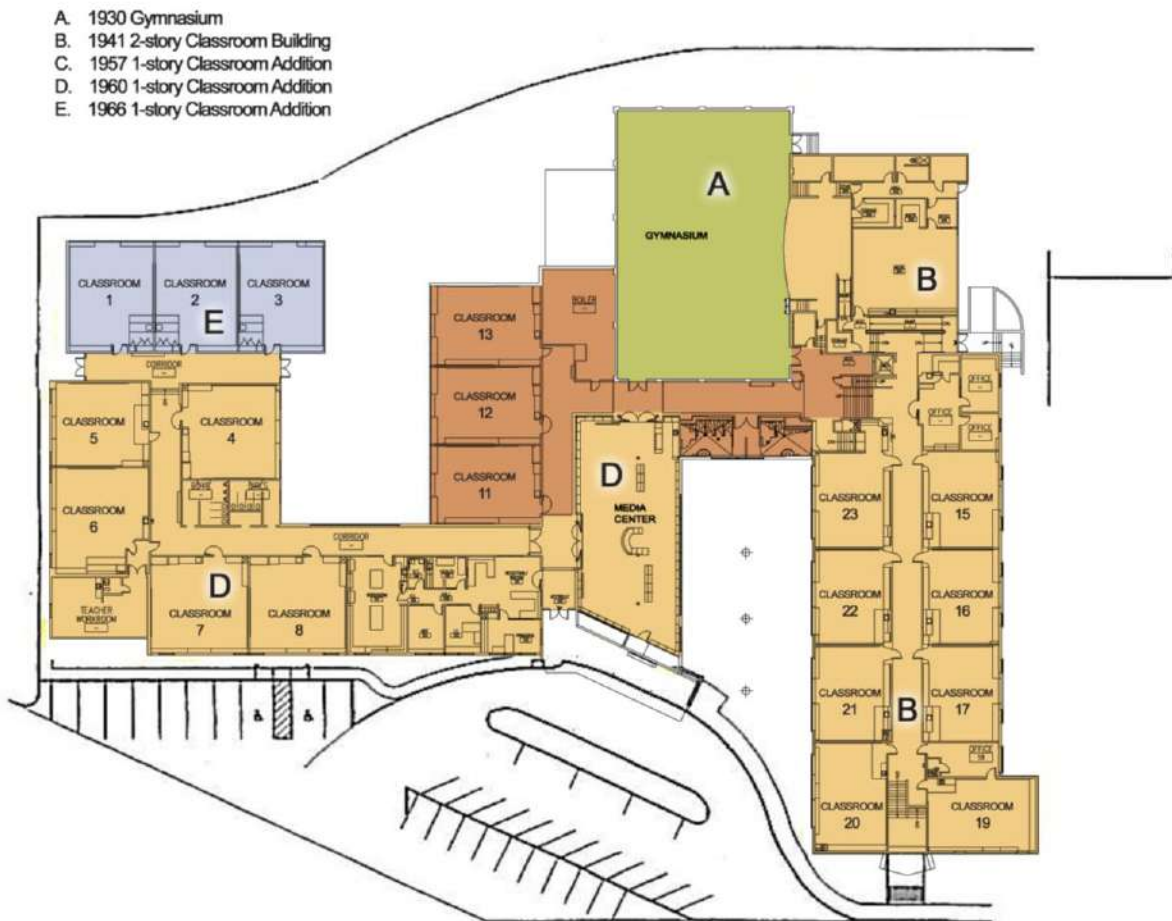 A. 1930 Gymnasium
B. 1941 2-story Classroom Building
C. 1957 1-story Classroom Addition
D. 1960 1-story Classroom Addition
E. 1966 1-story Classroom Addition
A
GYMNASIUM
B
CLASSROOM
1
CLASSROOM
2
CLASSROOM
3
E
BOILER
CLASSROOM
13
CORRIDOR
CLASSROOM
5
CLASSROOM
4
CLASSROOM
12
OFFICE
OFFICE
OFFICE
CLASSROOM
6
BOYS
GIRLS
CLASSROOM
11
D
MEDIA
CENTER
CLASSROOM
23
CLASSROOM
15
CORRIDOR
TEACHER
WORKROOM
D
CLASSROOM
7
CLASSROOM
8
CLASSROOM
22
CLASSROOM
16
CLASSROOM
21
B
CLASSROOM
17
OFFICE
18
CLASSROOM
20
CLASSROOM
19